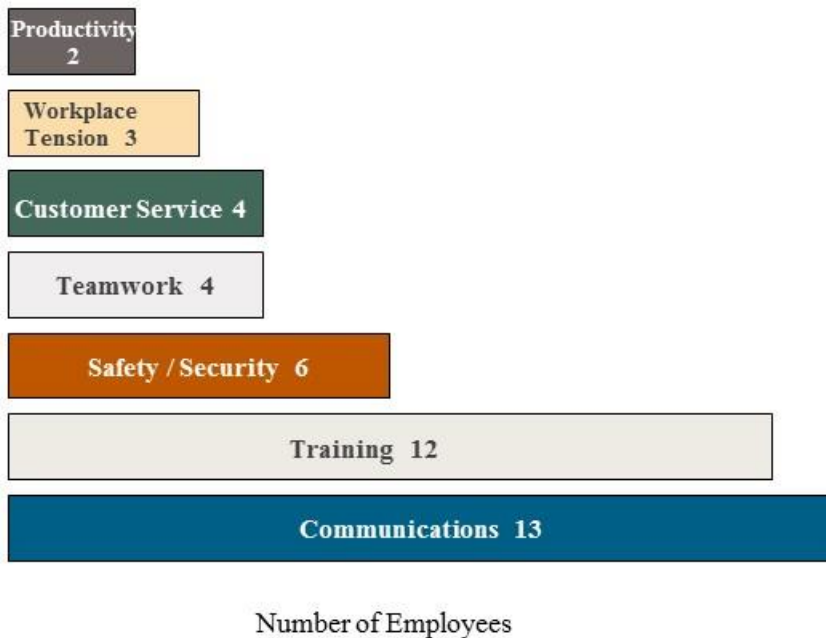 Productivity
2
Workplace
Tension 3
Customer Service 4
Teamwork 4
Safety / Security 6
Training 12
Communications 13
Number of Employees